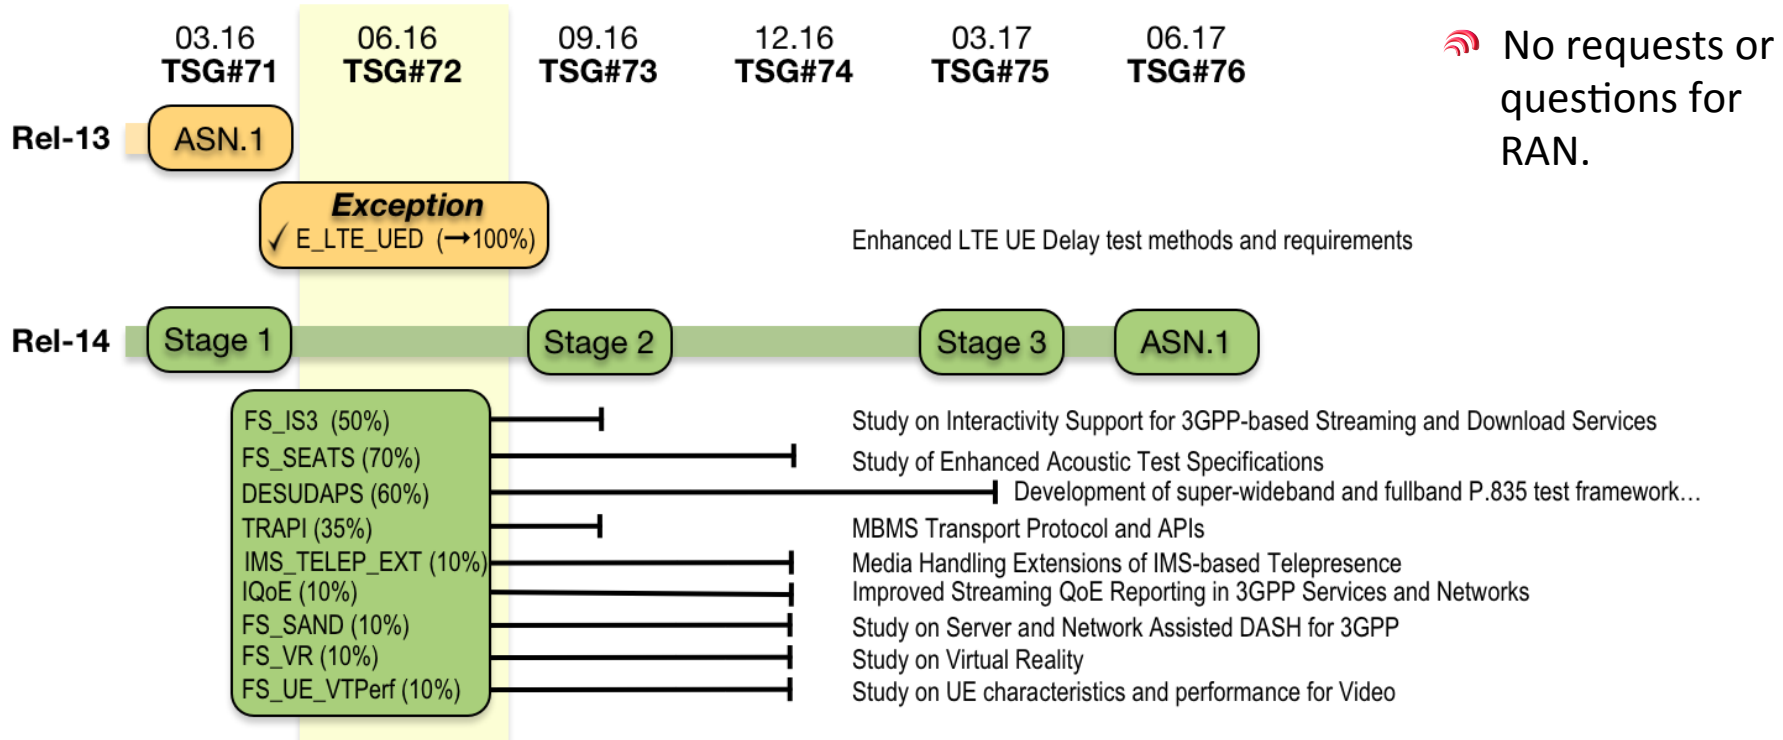 03.16 06.16 09.16 12.16 03.17 06.17
TSG#71 TSG#72 TSG#73 TSG#74 TSG#75 TSG#76
No requests or
questions for
RAN.
Rel-13 ASN.1
Exception
✓ E_LTE_UED (→100%) Enhanced LTE UE Delay test methods and requirements
Rel-14 Stage 1 Stage 2 Stage 3 ASN.1
FS_IS3 (50%) Study on Interactivity Support for 3GPP-based Streaming and Download Services
FS_SEATS (70%) Study of Enhanced Acoustic Test Specifications
DESUDAPS (60%) Development of super-wideband and fullband P.835 test framework...
TRAPI (35%) MBMS Transport Protocol and APIs
IMS_TELEP_EXT (10%) Media Handling Extensions of IMS-based Telepresence
IQoE (10%) Improved Streaming QoE Reporting in 3GPP Services and Networks
FS_SAND (10%) Study on Server and Network Assisted DASH for 3GPP
FS_VR (10%) Study on Virtual Reality
FS_UE_VTPerf (10%) Study on UE characteristics and performance for Video